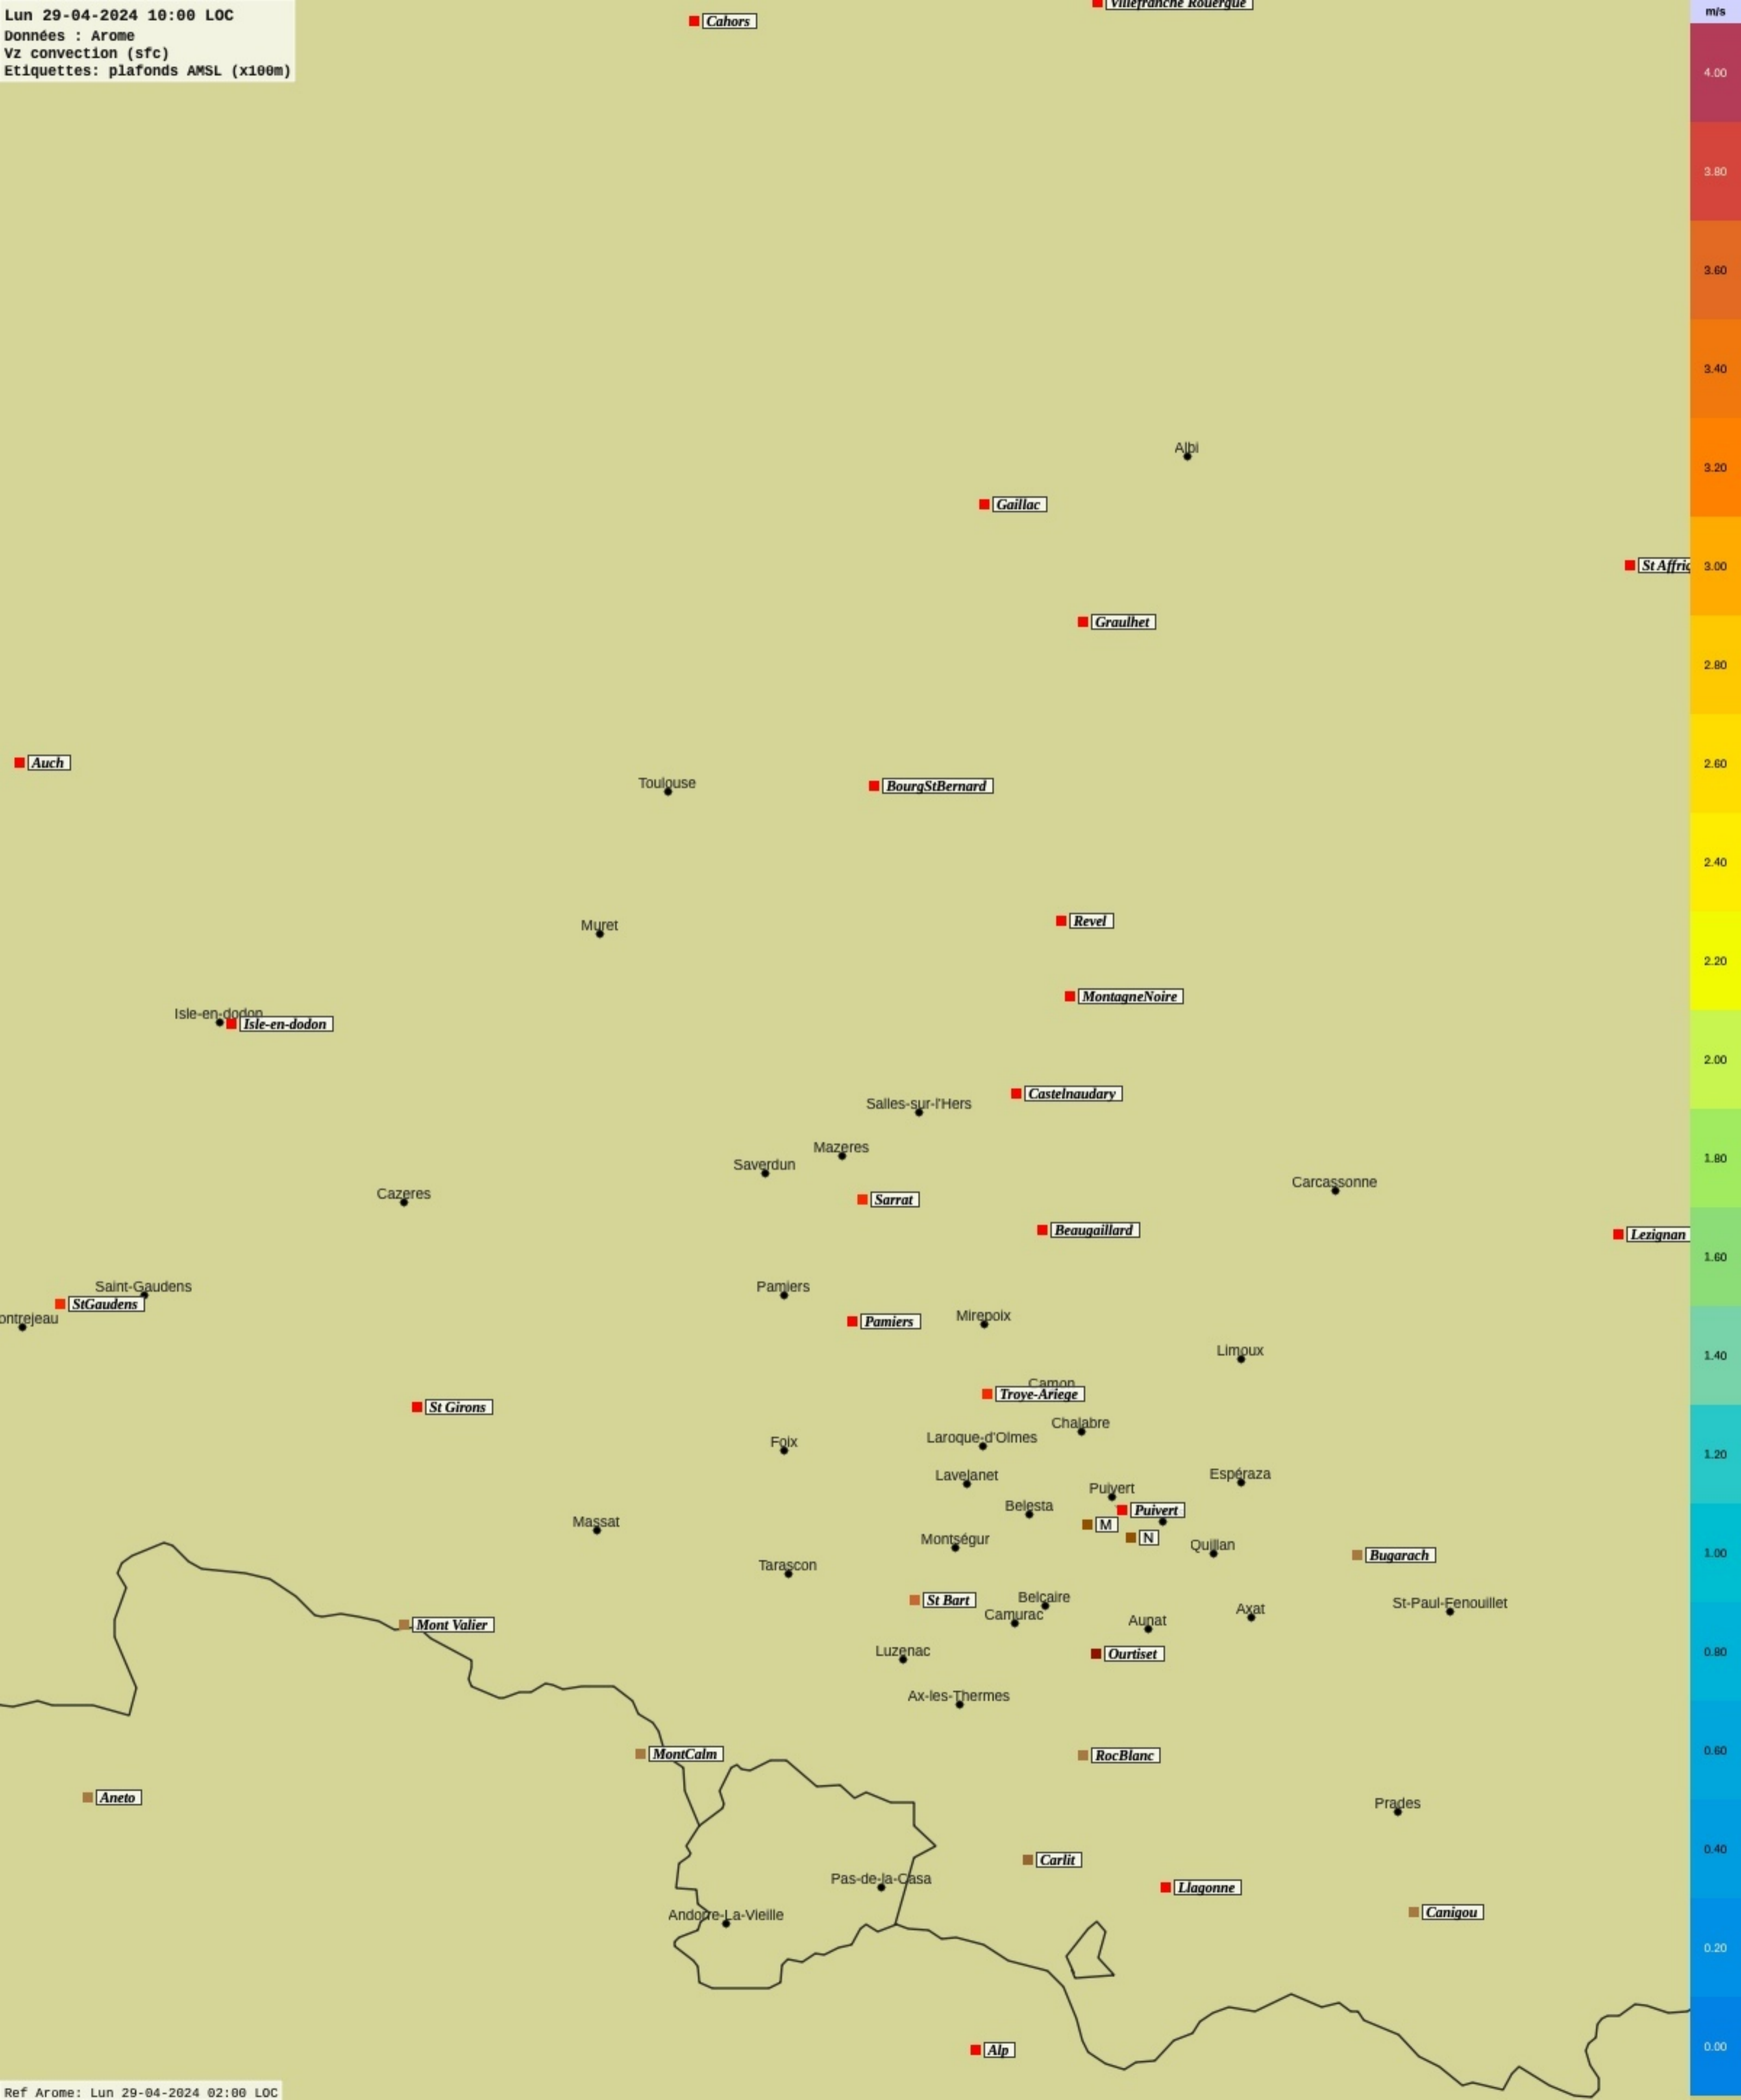 Lun 29-04-2024 10:00 LOC
Données : Arome
Vz convection (sfc)
Etiquettes: plafonds AMSL (x100m)
m/s
Villefranche Rouergue
Cahors
4.00
3.80
3.60
3.40
Albi
3.20
Gaillac
St Affric
3.00
Graulhet
2.80
Auch
2.60
Toulouse
BourgStBernard
2.40
Muret
Revel
2.20
MontagneNoire
Isle-en-dodon
Isle-en-dodon
2.00
Castelnaudary
Salles-sur-l'Hers
Mazeres
1.80
Saverdun
Carcassonne
Cazeres
Sarrat
Beaugaillard
Lezignan
1.60
Saint-Gaudens
Pamiers
StGaudens
ontrejeau
Mirepoix
Pamiers
Limoux
1.40
Camon
Troye-Ariege
St Girons
Chalabre
Laroque-d'Olmes
Foix
1.20
Lavelanet
Espéraza
Puivert
Belesta
Puivert
Massat
M
N
Montségur
Quillan
1.00
Bugarach
Tarascon
St Bart
Belcaire
St-Paul-Fenouillet
Axat
Camurac
Aunat
Mont Valier
Luzenac
Ourtiset
0.80
Ax-les-Thermes
MontCalm
RocBlanc
0.60
Aneto
Prades
0.40
Carlit
Pas-de-la-Casa
Llagonne
Canigou
Andorre-La-Vieille
0.20
Alp
0.00
Ref Arome: Lun 29-04-2024 02:00 LOC